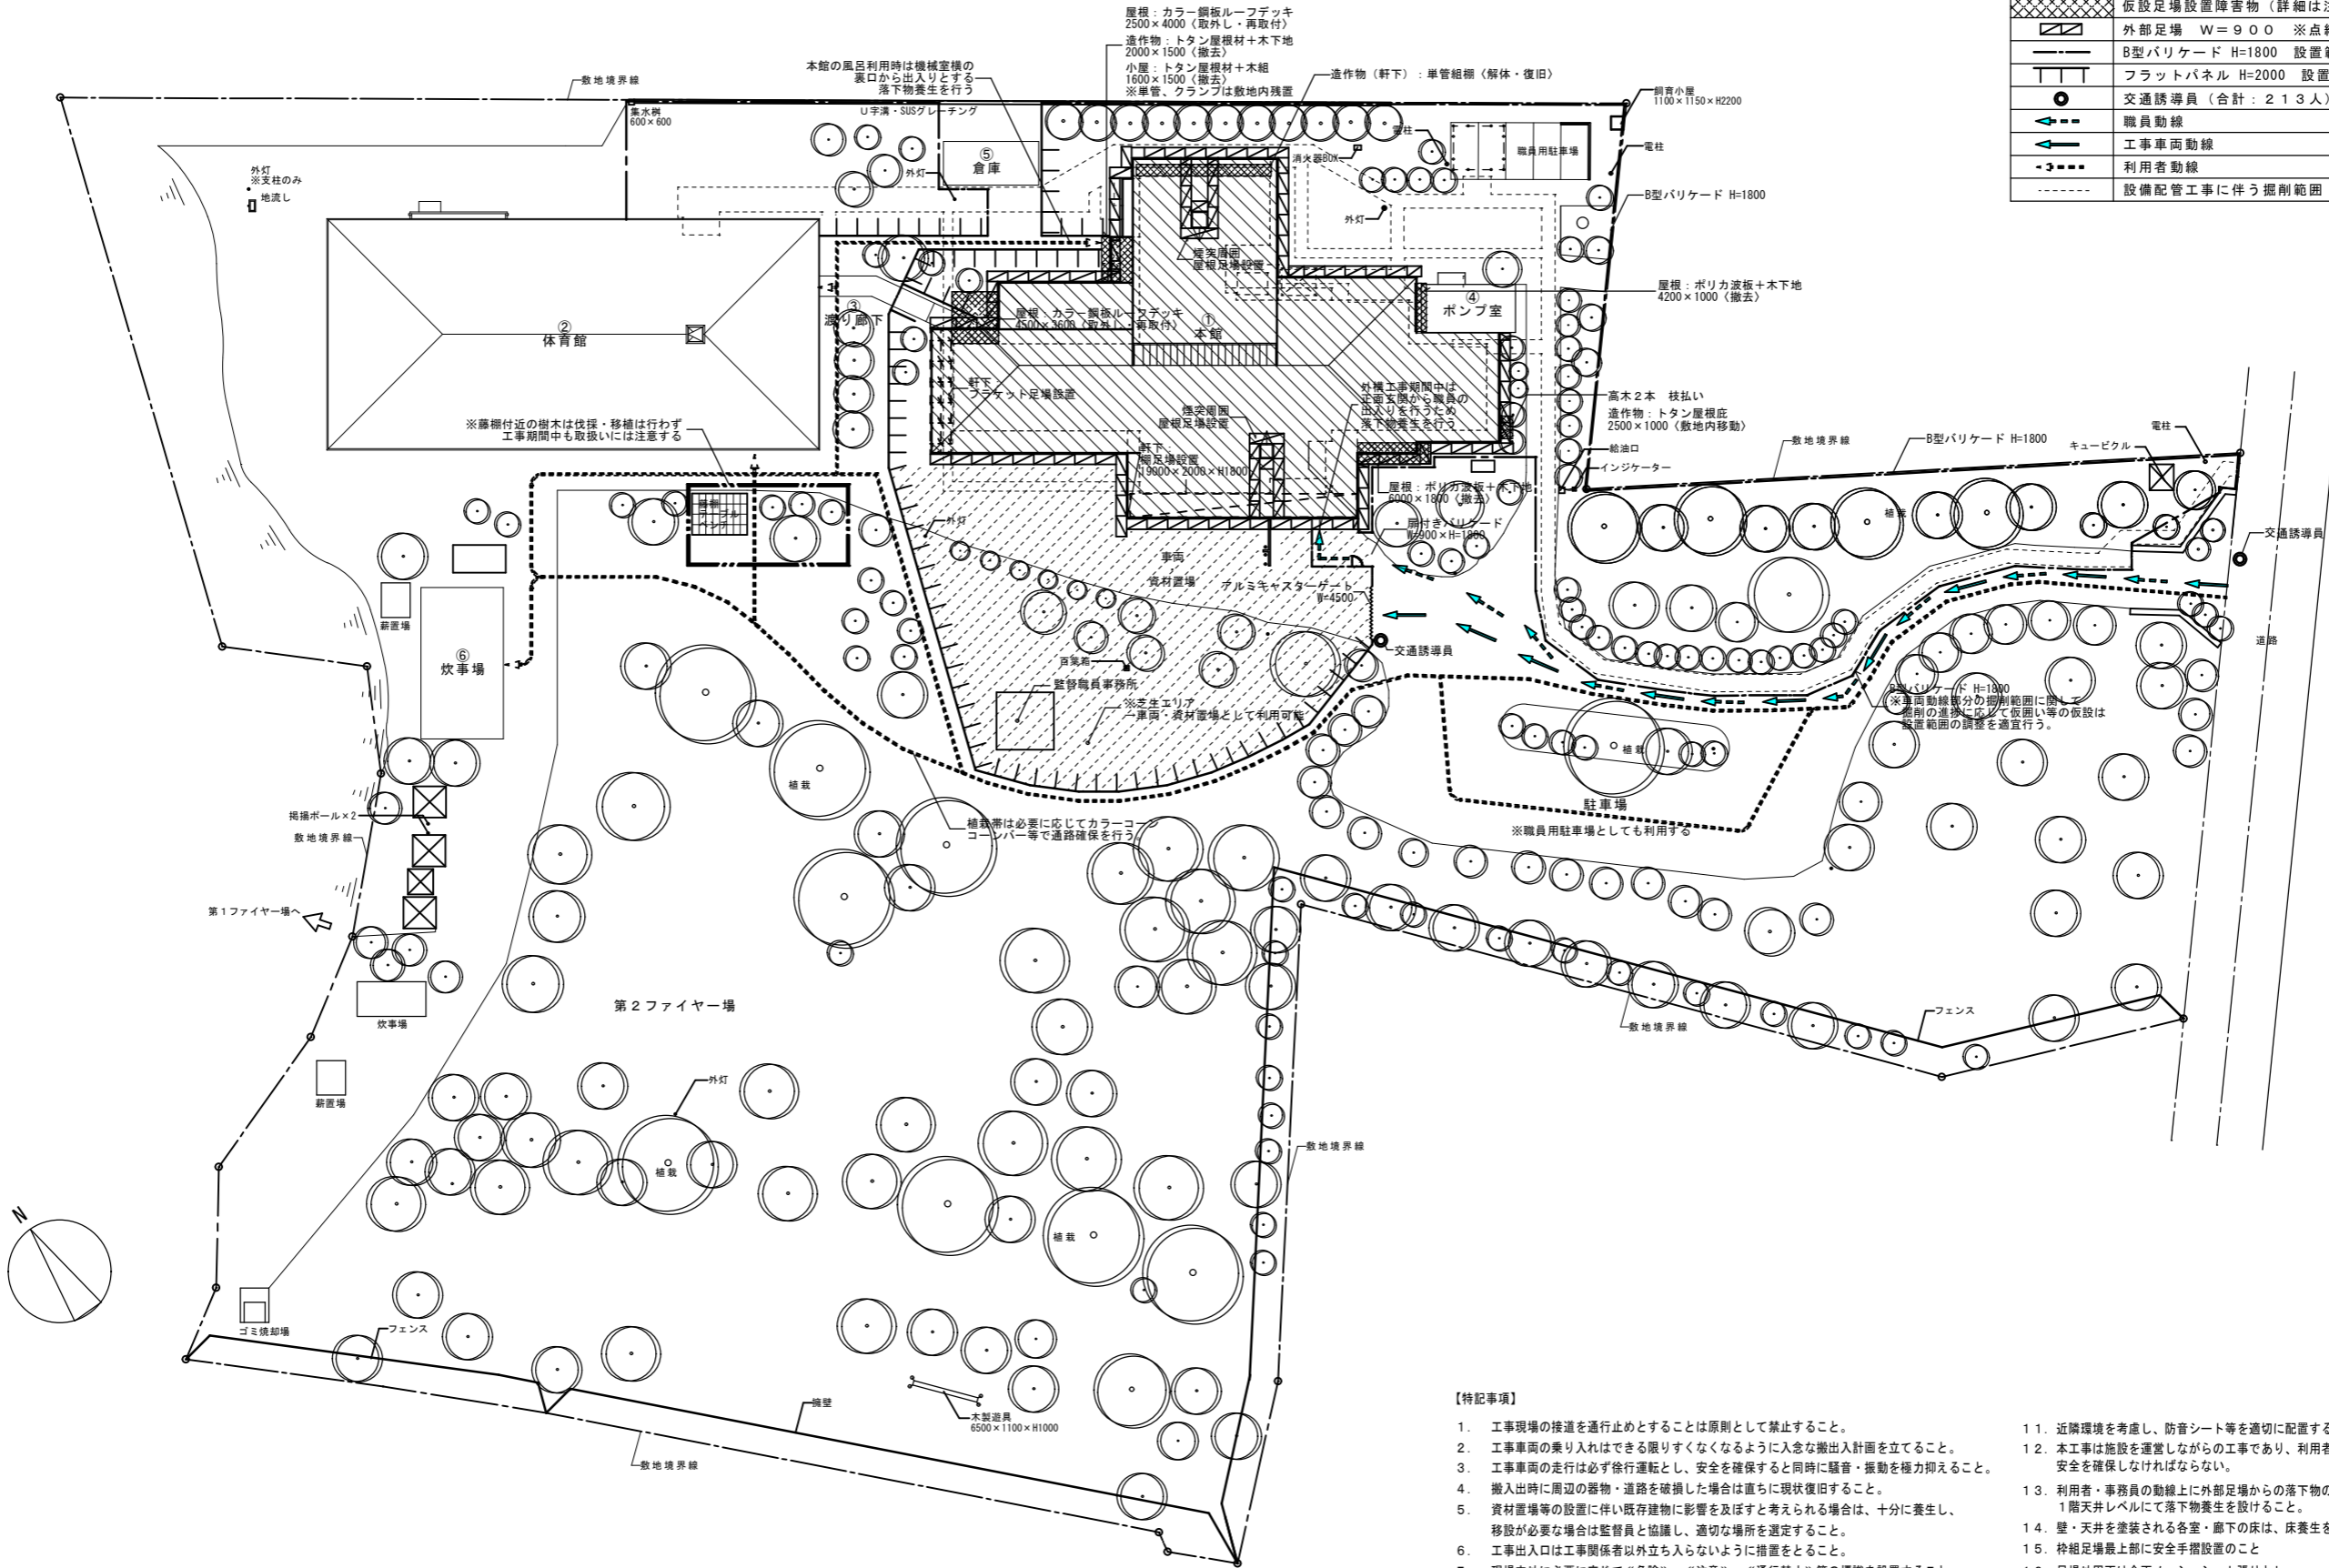 屋根：カラー鋼板ルーフデッキ
2500×4000〈取外し・再取付〉
造作物：トタン屋根材＋木下地
2000×1500〈撤去〉
小屋：トタン屋根材＋木組
1600×1500〈撤去〉
※単管、クランプは敷地内残置
本館の風呂利用時は機械室横の
裏口から出入りとする
落下物養生を行う
造作物（軒下）：単管組棚〈解体・復旧〉
仮設足場設置障害物（詳細は
外部足場　Ｗ＝９００　※点
B型バリケード H=1800　設置
フラットパネル H=2000　設置
交通誘導員（合計：２１３人）
職員動線
工事車両動線
利用者動線
設備配管工事に伴う掘削範囲
敷地境界線
集水桝
600×600
U字溝・SUSグレーチング
飼育小屋
1100×1150×H2200
電柱
電柱
消火器BOX
職員用駐車場
⑤
倉庫
外灯
外灯
※支柱のみ
地流し
B型バリケード H=1800
外灯
煙突周囲
屋根足場設置
屋根：ポリカ波板＋木下地
4200×1000〈撤去〉
④
ポンプ室
③
渡り廊下
②
体育館
屋根：カラー鋼板ルーフデッキ
4500×3600〈取外し・再取付〉
①
本館
軒下：
ブラケット足場設置
外構工事期間中は
正面玄関から職員の
出入りを行うため
落下物養生を行う
高木２本　枝払い
造作物：トタン屋根庇
2500×1000〈敷地内移動〉
煙突周囲
屋根足場設置
※藤棚付近の樹木は伐採・移植は行わず
工事期間中も取扱いには注意する
軒下：
棚足場設置
19000×2000×H1800
給油口
インジケーター
敷地境界線
B型バリケード H=1800
キュービクル
電柱
屋根：ポリカ波板＋木下地
6000×1800〈撤去〉
藤棚
テーブル
ベンチ
外灯
扉付きバリケード
W=900×H=1800
植栽
交通誘導員
車両
資材置場
アルミキャスターゲート
W=4500
薪置場
⑥
炊事場
百葉箱
監督職員事務所
交通誘導員
道路
※芝生エリア
車両・資材置場として利用可能
B型バリケード H=1800
※車両動線部分の掘削範囲に関して
掘削の進捗に応じて仮囲い等の仮設は
設置範囲の調整を適宜行う。
植栽
植栽
駐車場
※職員用駐車場としても利用する
掲揚ポール×2
敷地境界線
植栽帯は必要に応じてカラーコーン
コーンバー等で通路確保を行う
第１ファイヤー場へ
第２ファイヤー場
炊事場
フェンス
敷地境界線
薪置場
外灯
植栽
敷地境界線
N
植栽
ゴミ焼却場
フェンス
擁壁
木製遊具
6500×1100×H1000
敷地境界線
【特記事項】
1.　工事現場の接道を通行止めとすることは原則として禁止すること。
2.　工事車両の乗り入れはできる限りすくなくなるように入念な搬出入計画を立てること。
3.　工事車両の走行は必ず徐行運転とし、安全を確保すると同時に騒音・振動を極力抑えること。
4.　搬入出時に周辺の器物・道路を破損した場合は直ちに現状復旧すること。
5.　資材置場等の設置に伴い既存建物に影響を及ぼすと考えられる場合は、十分に養生し、
移設が必要な場合は監督員と協議し、適切な場所を選定すること。
6.　工事出入口は工事関係者以外立ち入らないように措置をとること。
11.　近隣環境を考慮し、防音シート等を適切に配置する
12.　本工事は施設を運営しながらの工事であり、利用者
安全を確保しなければならない。
13.　利用者・事務員の動線上に外部足場からの落下物の
１階天井レベルにて落下物養生を設けること。
14.　壁・天井を塗装される各室・廊下の床は、床養生を
15.　枠組足場最上部に安全手摺設置のこと